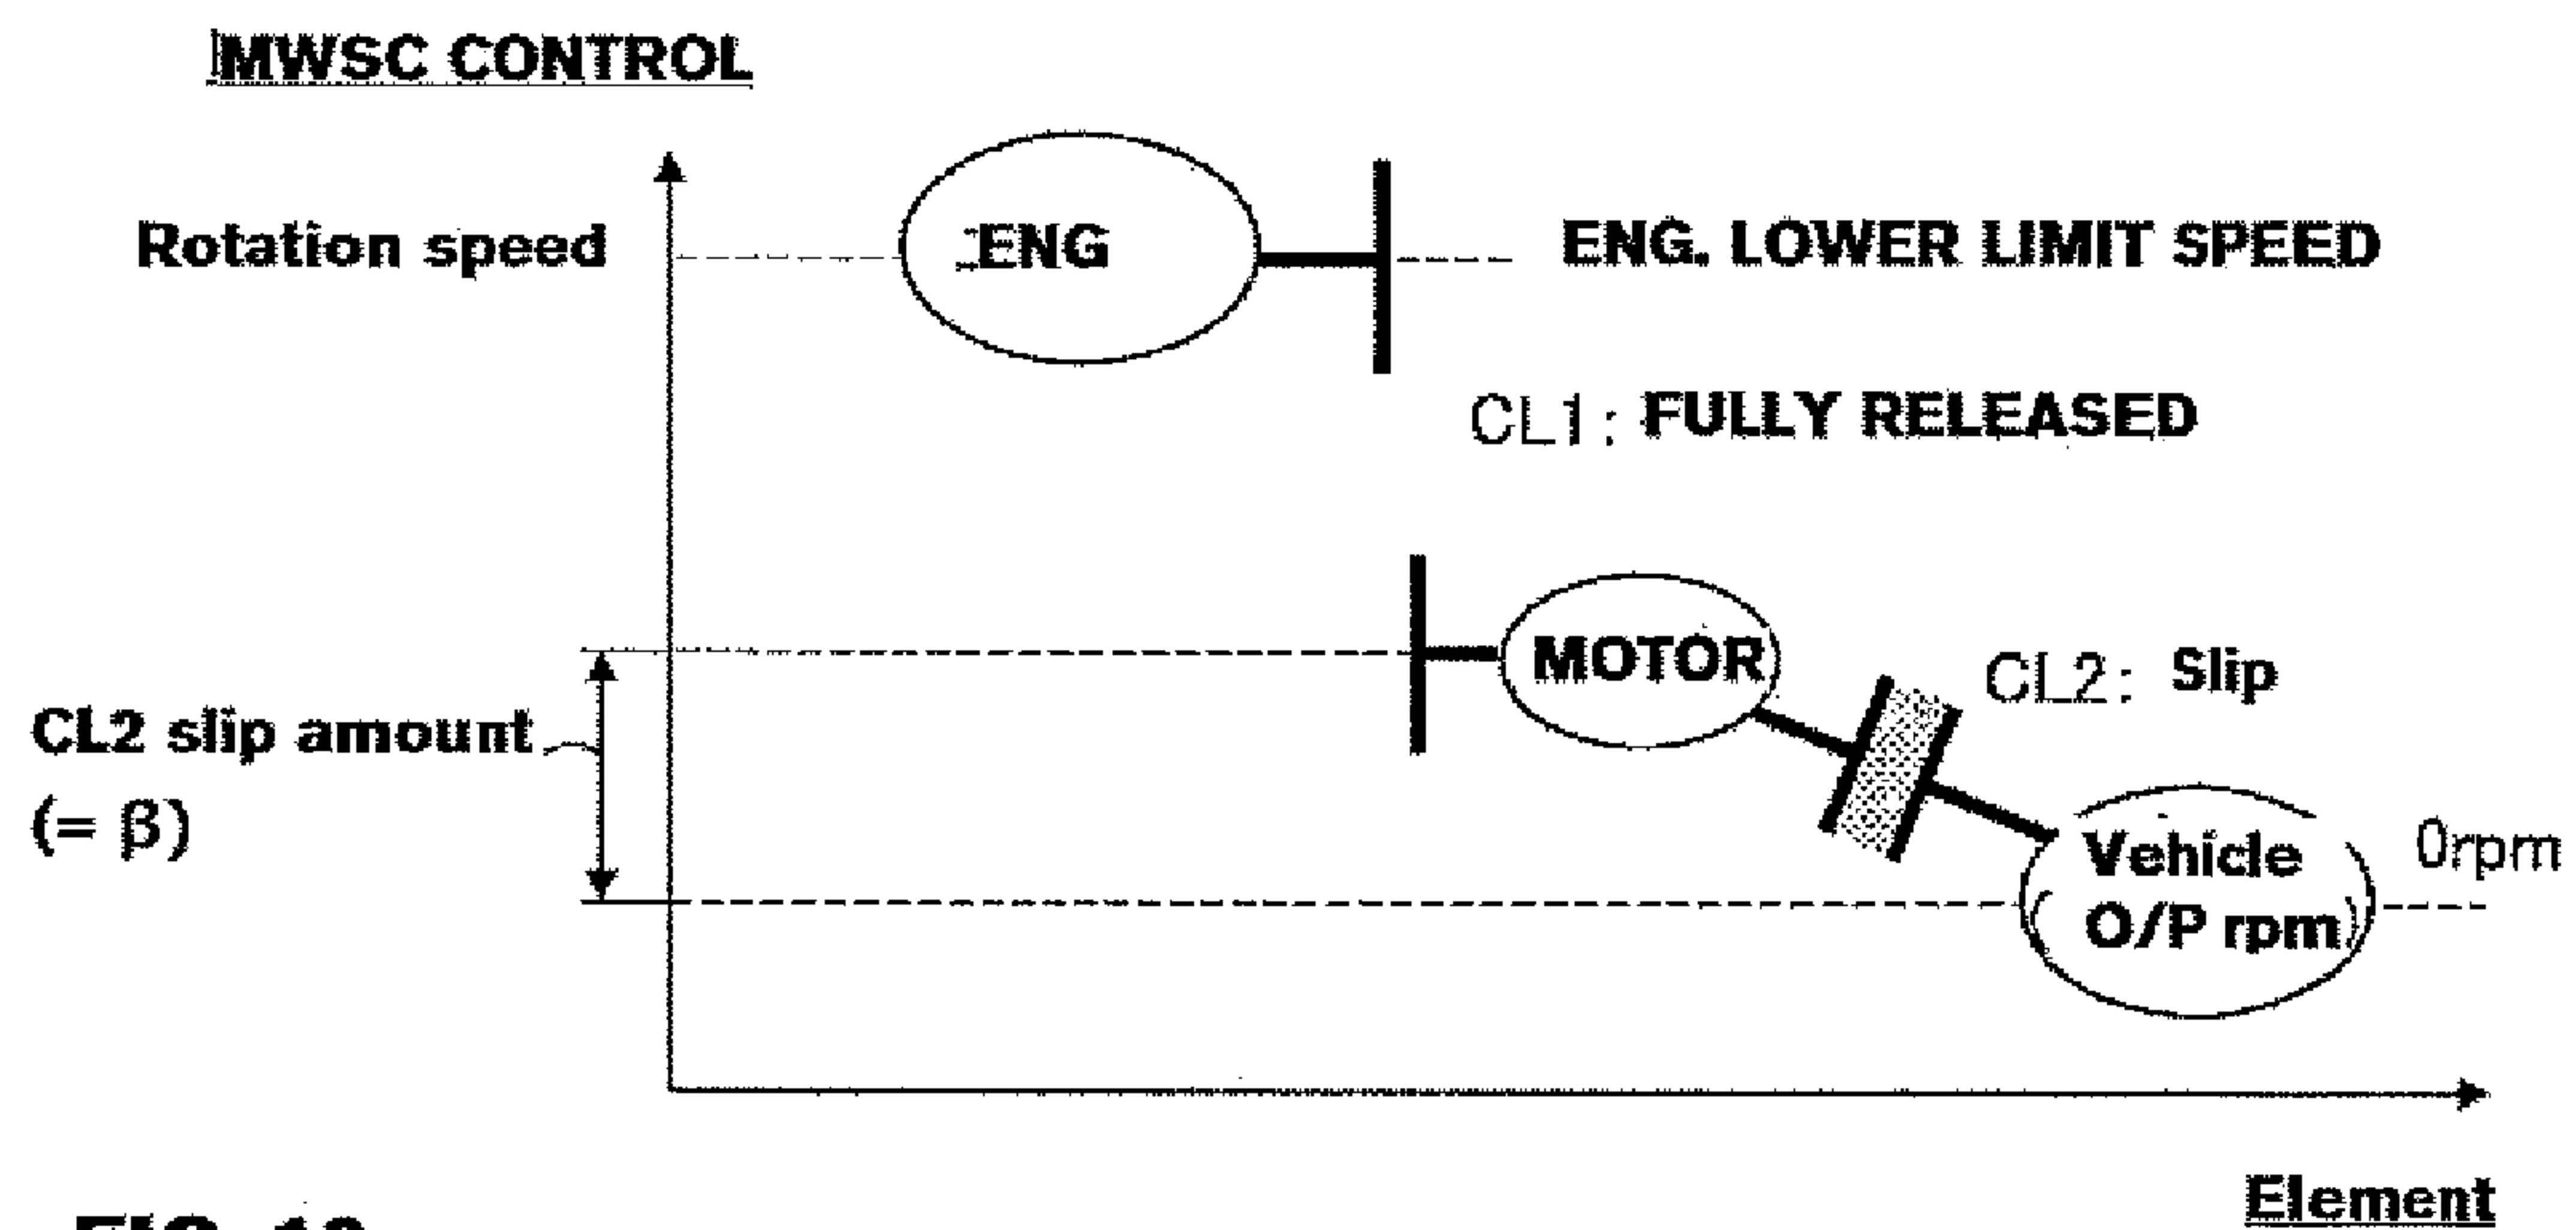 MWSC CONTROL
Rotation speed
ENG
ENG. LOWER LIMIT SPEED
CL1: FULLY RELEASED
MOTOR
CL2: Slip
CL2 slip amount
(= β)
Vehicle
(O/P rpm)
0rpm
Element